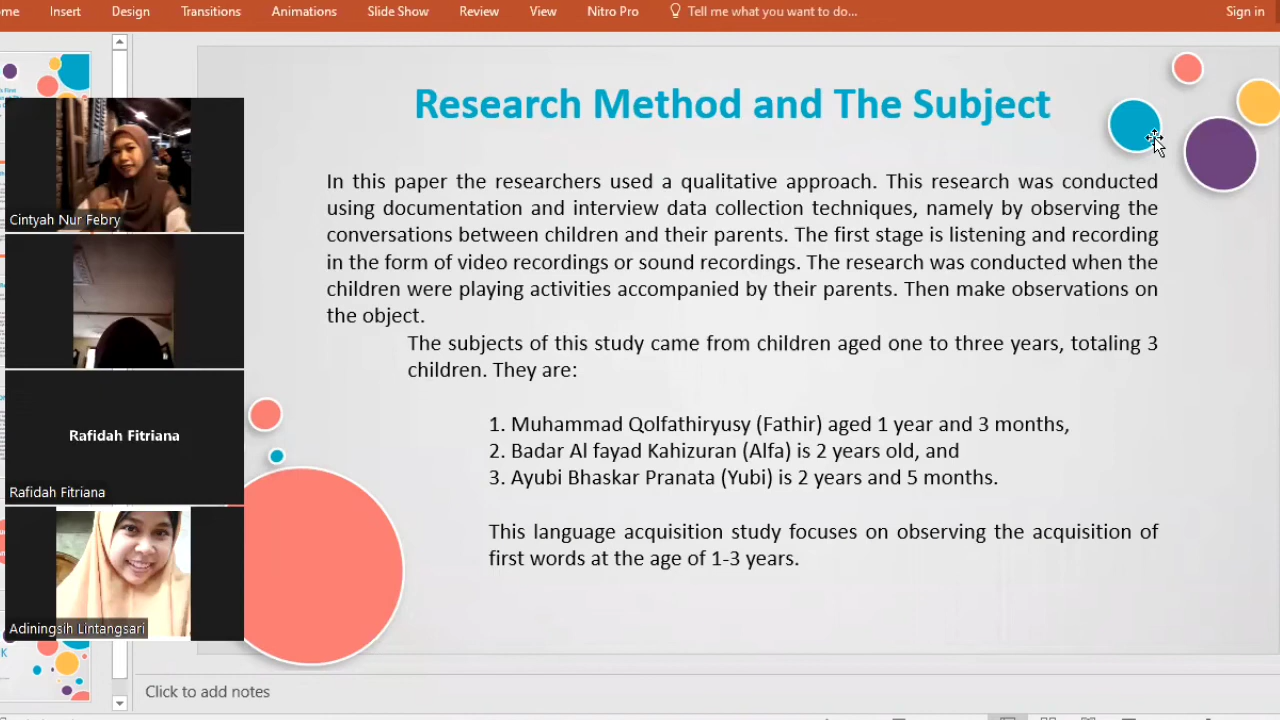 Insert Design Transitions Animations Slide Show Review View Nitro Pro Tell me what you want to do... Sign in
Research Method and The Subject
In this paper the researchers used a qualitative approach. This research was conducted
using documentation and interview data collection techniques, namely by observing the
conversations between children and their parents. The first stage is listening and recording
in the form of video recordings or sound recordings. The research was conducted when the
children were playing activities accompanied by their parents. Then make observations on
the object.
The subjects of this study came from children aged one to three years, totaling 3
children. They are:
1. Muhammad Qolfathiryusy (Fathir) aged 1 year and 3 months,
2. Badar Al fayad Kahizuran (Alfa) is 2 years old, and
3. Ayubi Bhaskar Pranata (Yubi) is 2 years and 5 months.
This language acquisition study focuses on observing the acquisition of
first words at the age of 1-3 years.
Cintyah Nur Febry
Rafidah Fitriana
Rafidah Fitriana
Adiningsih Lintangsari
Click to add notes